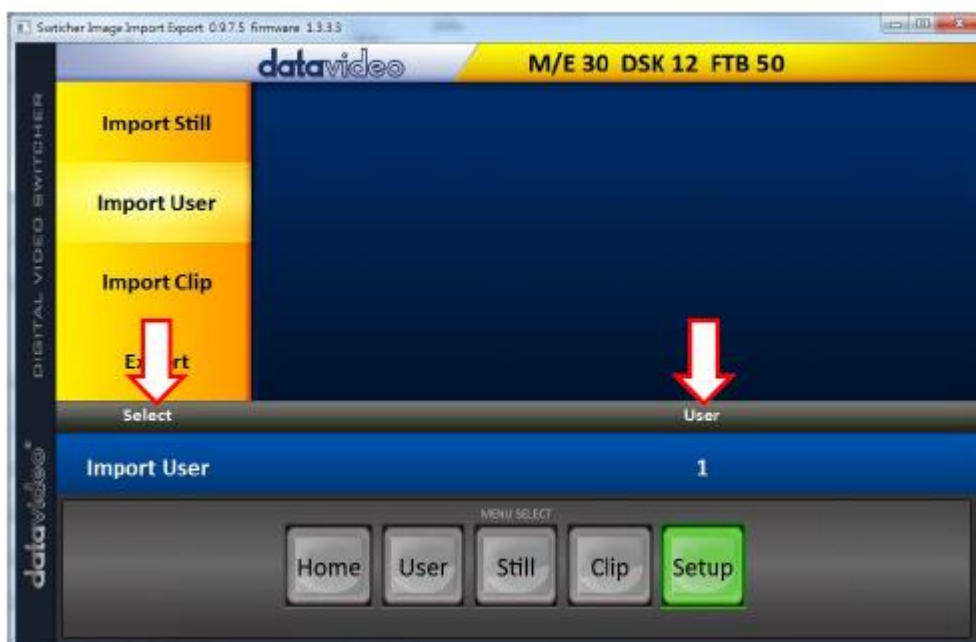 Switcher Image Import Export 0.9.7.5 firmware 1.3.3.3
datavideo M/E 30 DSK 12 FTB 50
DIGITAL VIDEO SWITCHER
Import Still
Import User
Import Clip
Select User
Import User 1
datavideo®
MENU SELECT
Home User Still Clip Setup